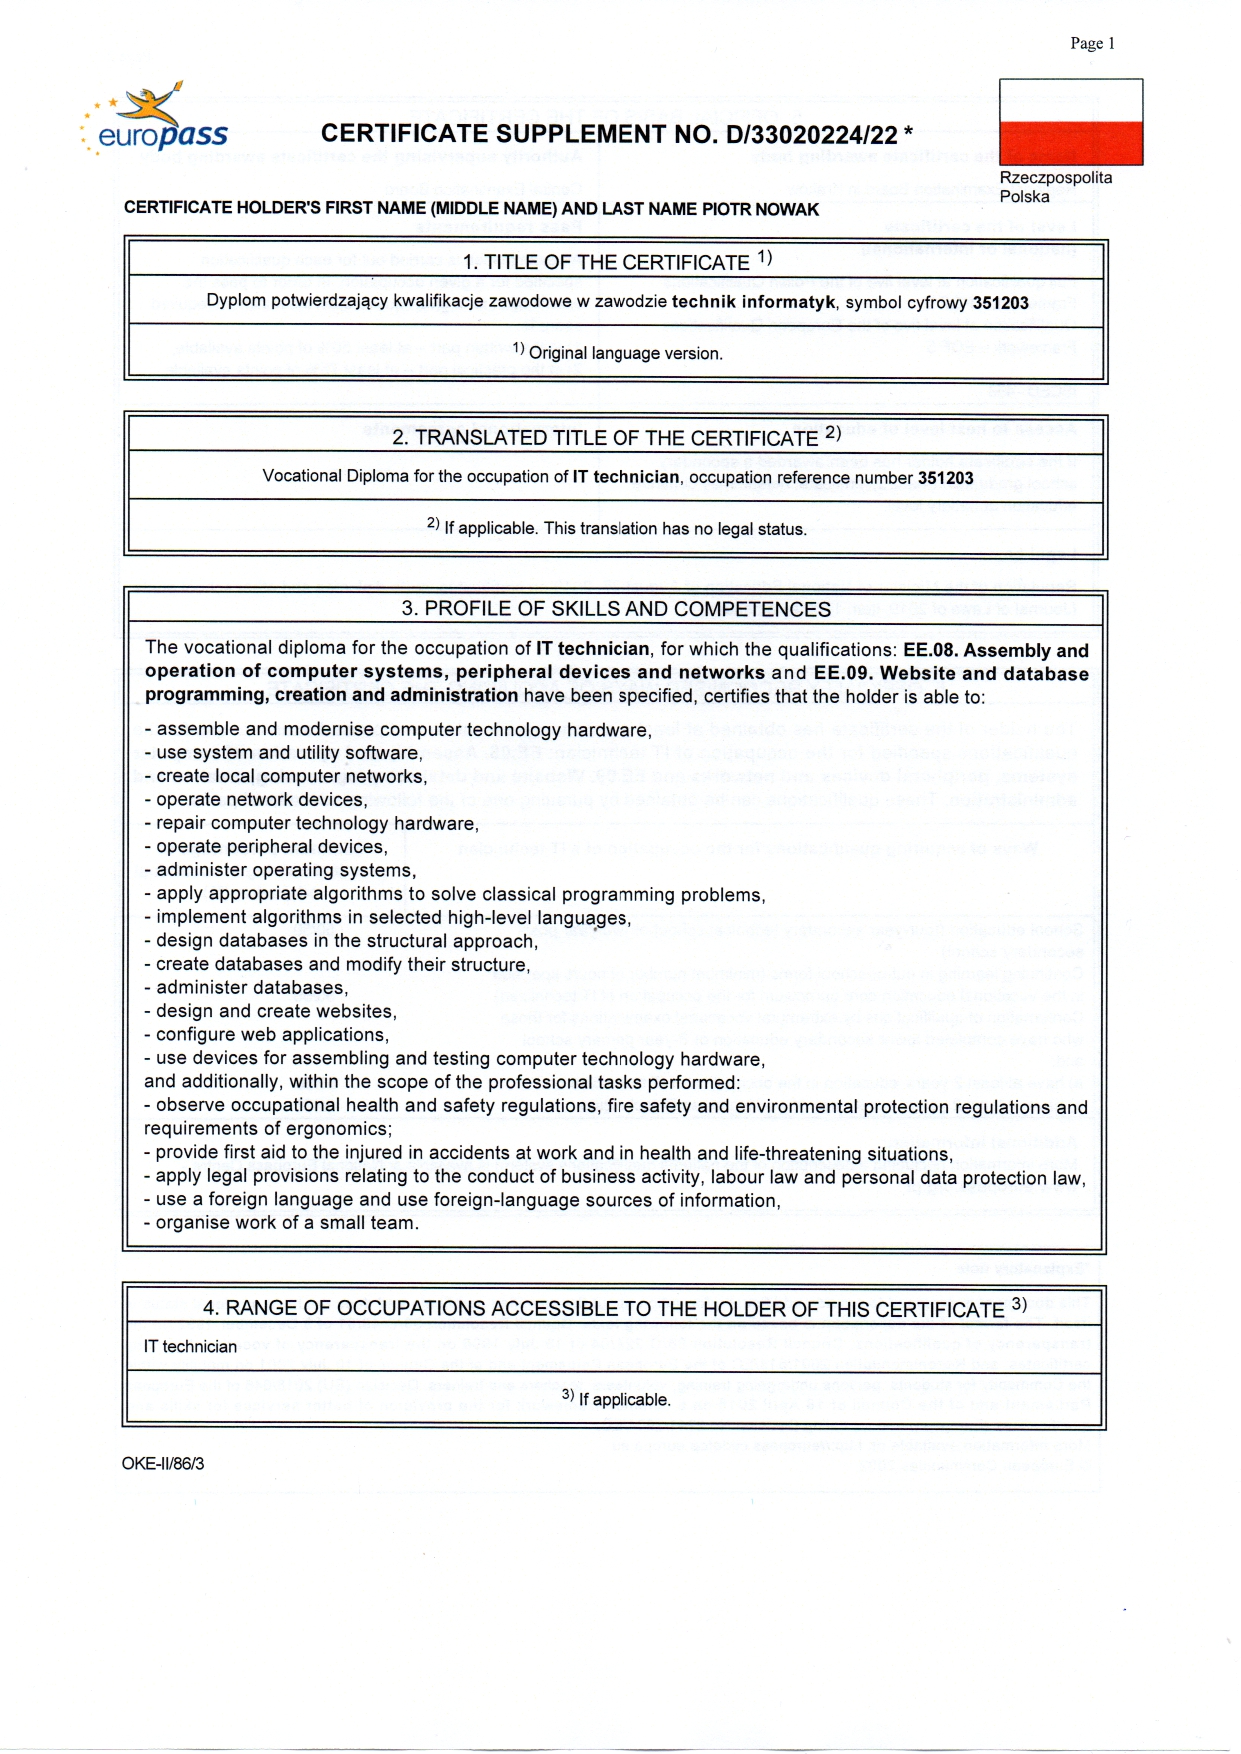 Page 1
europass
CERTIFICATE SUPPLEMENT NO. D/33020224/22 *
Rzeczpospolita
Polska
CERTIFICATE HOLDER'S FIRST NAME (MIDDLE NAME) AND LAST NAME PIOTR NOWAK
1. TITLE OF THE CERTIFICATE 1)
Dyplom potwierdzający kwalifikacje zawodowe w zawodzie technik informatyk, symbol cyfrowy 351203
1) Original language version.
2. TRANSLATED TITLE OF THE CERTIFICATE 2)
Vocational Diploma for the occupation of IT technician, occupation reference number 351203
2) If applicable. This translation has no legal status.
3. PROFILE OF SKILLS AND COMPETENCES
The vocational diploma for the occupation of IT technician, for which the qualifications: EE.08. Assembly and
operation of computer systems, peripheral devices and networks and EE.09. Website and database
programming, creation and administration have been specified, certifies that the holder is able to:
- assemble and modernise computer technology hardware,
- use system and utility software,
- create local computer networks,
- operate network devices,
- repair computer technology hardware,
- operate peripheral devices,
- administer operating systems,
- apply appropriate algorithms to solve classical programming problems,
- implement algorithms in selected high-level languages,
- design databases in the structural approach,
- create databases and modify their structure,
- administer databases,
- design and create websites,
- configure web applications,
- use devices for assembling and testing computer technology hardware,
and additionally, within the scope of the professional tasks performed:
- observe occupational health and safety regulations, fire safety and environmental protection regulations and
requirements of ergonomics;
- provide first aid to the injured in accidents at work and in health and life-threatening situations,
- apply legal provisions relating to the conduct of business activity, labour law and personal data protection law,
- use a foreign language and use foreign-language sources of information,
- organise work of a small team.
4. RANGE OF OCCUPATIONS ACCESSIBLE TO THE HOLDER OF THIS CERTIFICATE 3)
IT technician
3) If applicable.
OKE-II/86/3